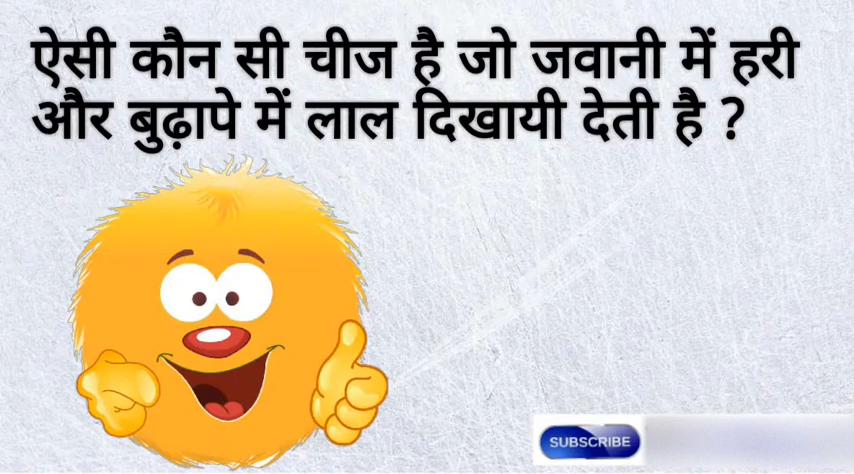 ऐसी कौन सी चीज है जो जवानी में हरी
और बुढ़ापे में लाल दिखायी देती है ?
SUBSCRIBE